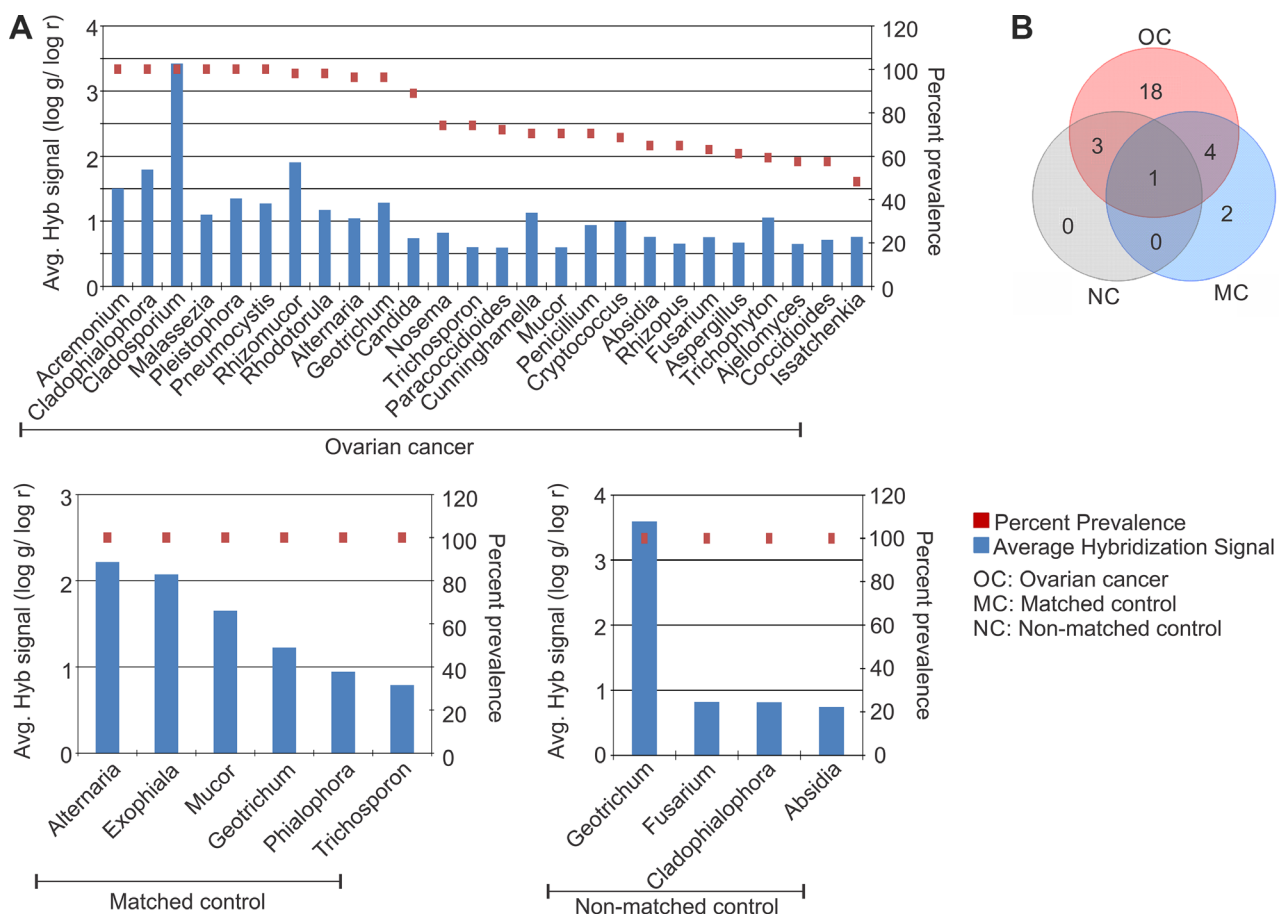 A
Avg. Hyb signal (log g/ log r)
4
3
2
1
0
120
100
80
60
40
20
0
Percent prevalence
Acremonium
Cladophialophora
Cladosporium
Malassezia
Pleistophora
Pneumocystis
Rhizomucor
Rhodotorula
Alternaria
Geotrichum
Candida
Nosema
Trichosporon
Paracoccidioides
Cunninghamella
Mucor
Penicillium
Cryptococcus
Absidia
Rhizopus
Fusarium
Aspergillus
Trichophyton
Ajellomyces
Coccidioides
Issatchenkia
Ovarian cancer
B
OC
18
3
4
1
0
2
0
NC
MC
Avg. Hyb signal (log g/ log r)
3
2
1
0
120
100
80
60
40
20
0
Percent prevalence
Alternaria
Exophiala
Mucor
Geotrichum
Phialophora
Trichosporon
Matched control
Avg. Hyb signal (log g/ log r)
4
3
2
1
0
120
100
80
60
40
20
0
Percent prevalence
Geotrichum
Fusarium
Cladophialophora
Absidia
Non-matched control
Percent Prevalence
Average Hybridization Signal
OC: Ovarian cancer
MC: Matched control
NC: Non-matched control